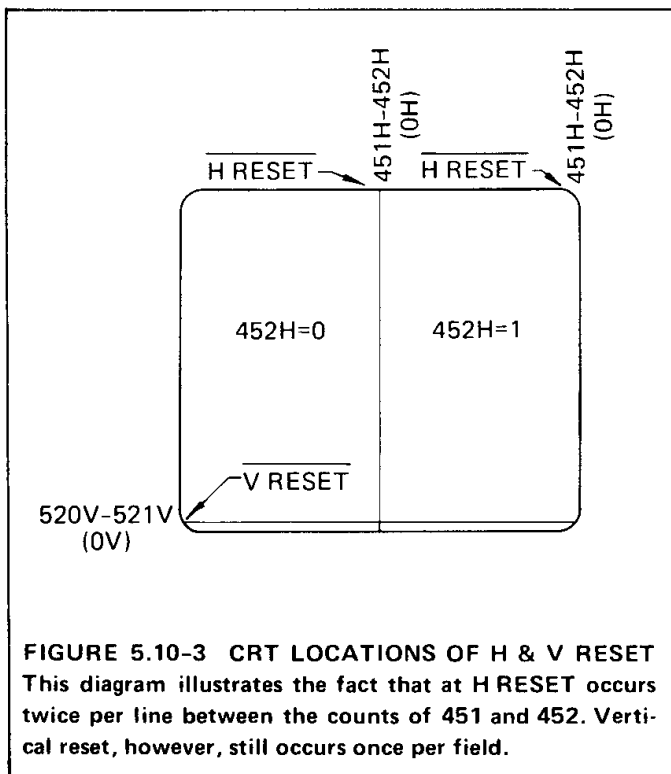 451H-452H
(0H)
451H-452H
(0H)
H RESET
H RESET
452H=0
452H=1
V RESET
520V-521V
(0V)
FIGURE 5.10-3 CRT LOCATIONS OF H & V RESET
This diagram illustrates the fact that at H RESET occurs
twice per line between the counts of 451 and 452. Verti-
cal reset, however, still occurs once per field.